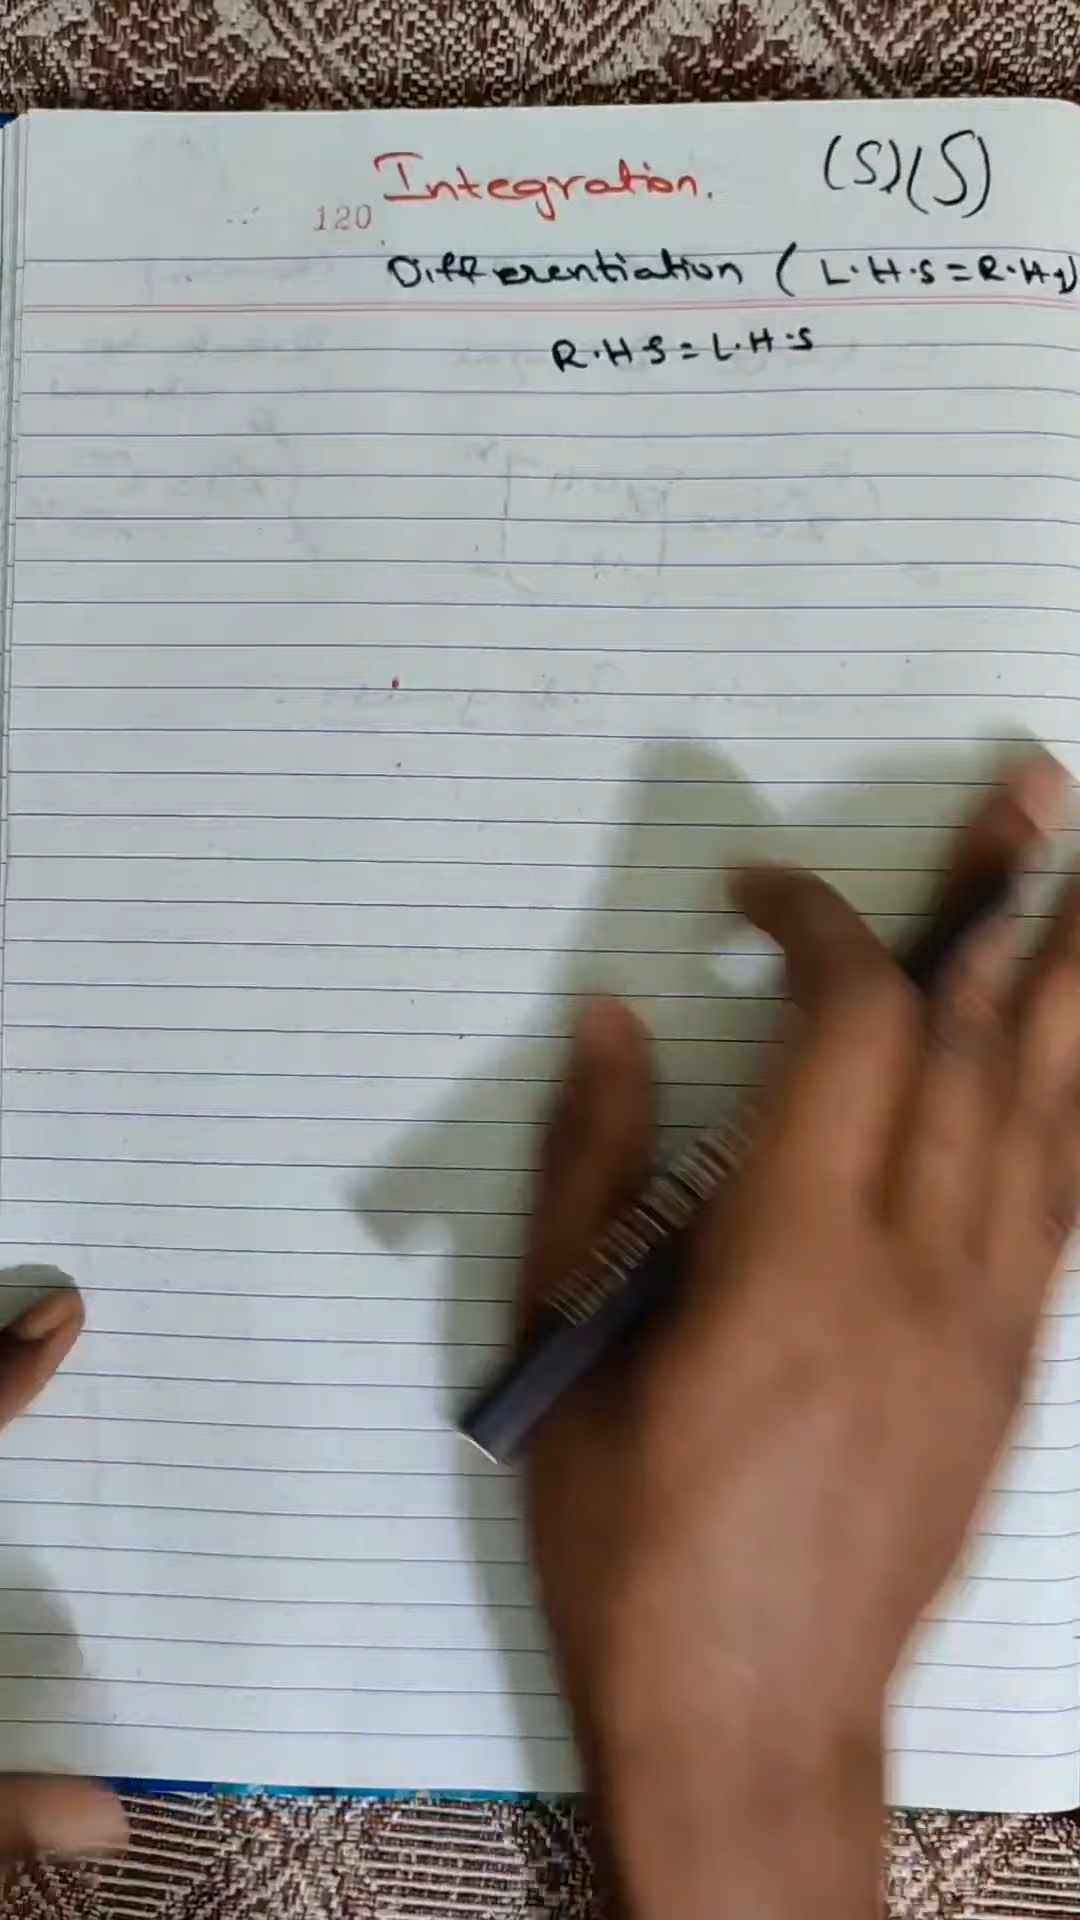 Integration. (S)(∫)
120
Differentiation ( L.H.S = R.H.S)
R.H.S = L.H.S